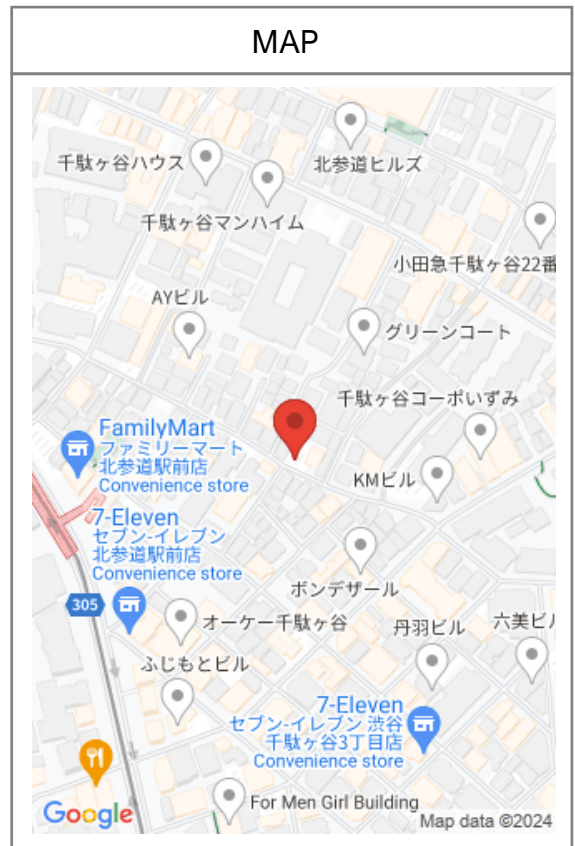 MAP
北参道ヒルズ
千駄ヶ谷ハウス
千駄ヶ谷マンハイム
小田急千駄ヶ谷22番
AYビル
グリーンコート
千駄ヶ谷コーポいずみ
FamilyMart
ファミリーマート
北参道駅前店
Convenience store
KMビル
7-Eleven
セブン-イレブン
北参道駅前店
Convenience store
ボンデザール
305
オーケー千駄ヶ谷
丹羽ビル
六美ビル
ふじもとビル
7-Eleven
セブン-イレブン 渋谷
千駄ヶ谷3丁目店
Convenience store
For Men Girl Building
Google
Map data ©2024